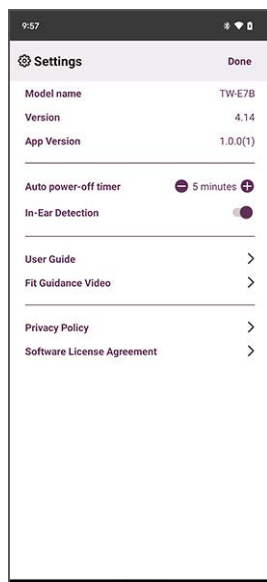 9:57
Settings Done
Model name TW-E7B
Version 4.14
App Version 1.0.0(1)
Auto power-off timer 5 minutes
In-Ear Detection
User Guide
Fit Guidance Video
Privacy Policy
Software License Agreement